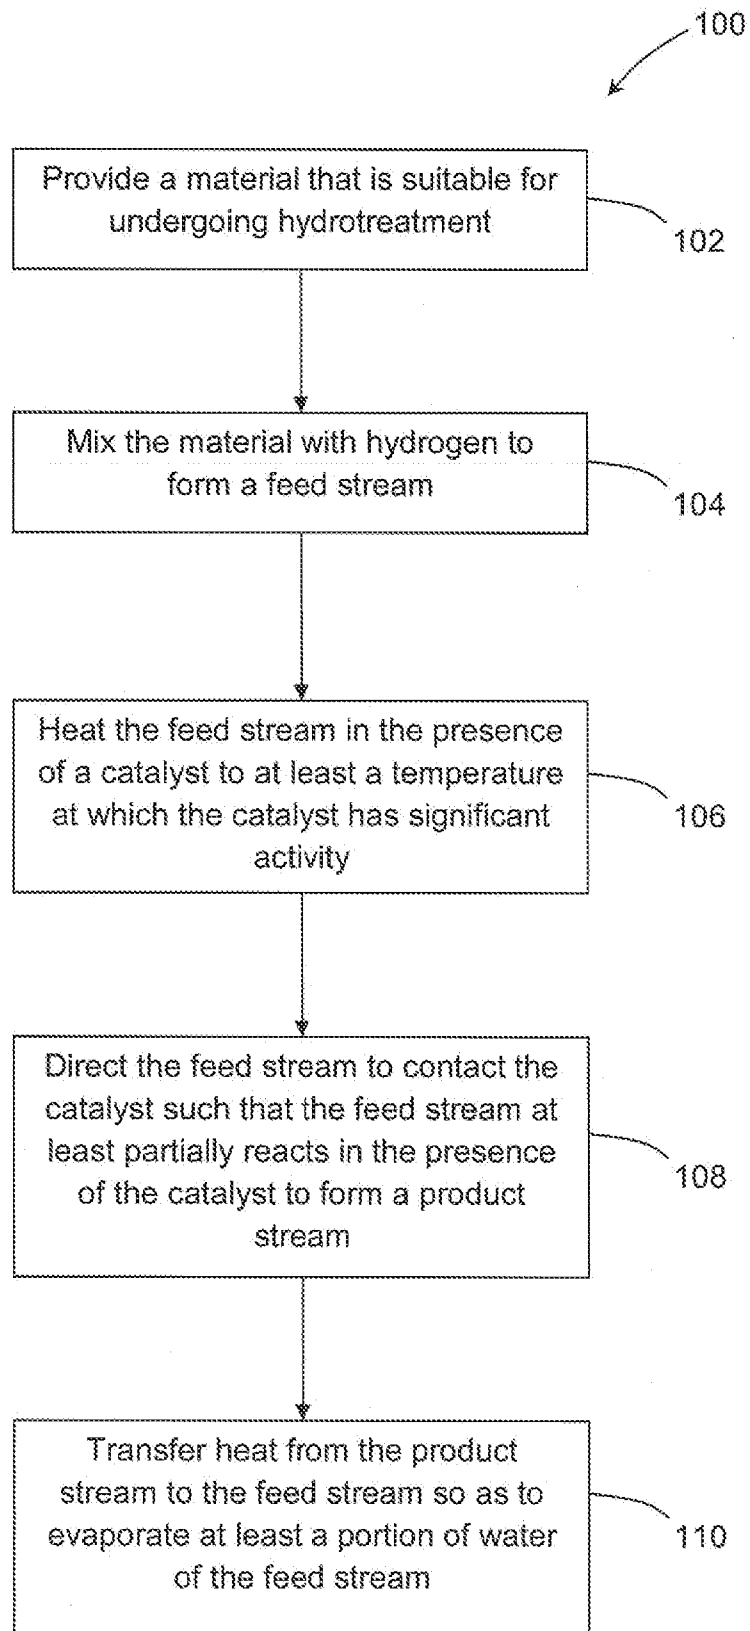 100
Provide a material that is suitable for
undergoing hydrotreatment
102
Mix the material with hydrogen to
form a feed stream
104
Heat the feed stream in the presence
of a catalyst to at least a temperature
at which the catalyst has significant
activity
106
Direct the feed stream to contact the
catalyst such that the feed stream at
least partially reacts in the presence
of the catalyst to form a product
stream
108
Transfer heat from the product
stream to the feed stream so as to
evaporate at least a portion of water
of the feed stream
110